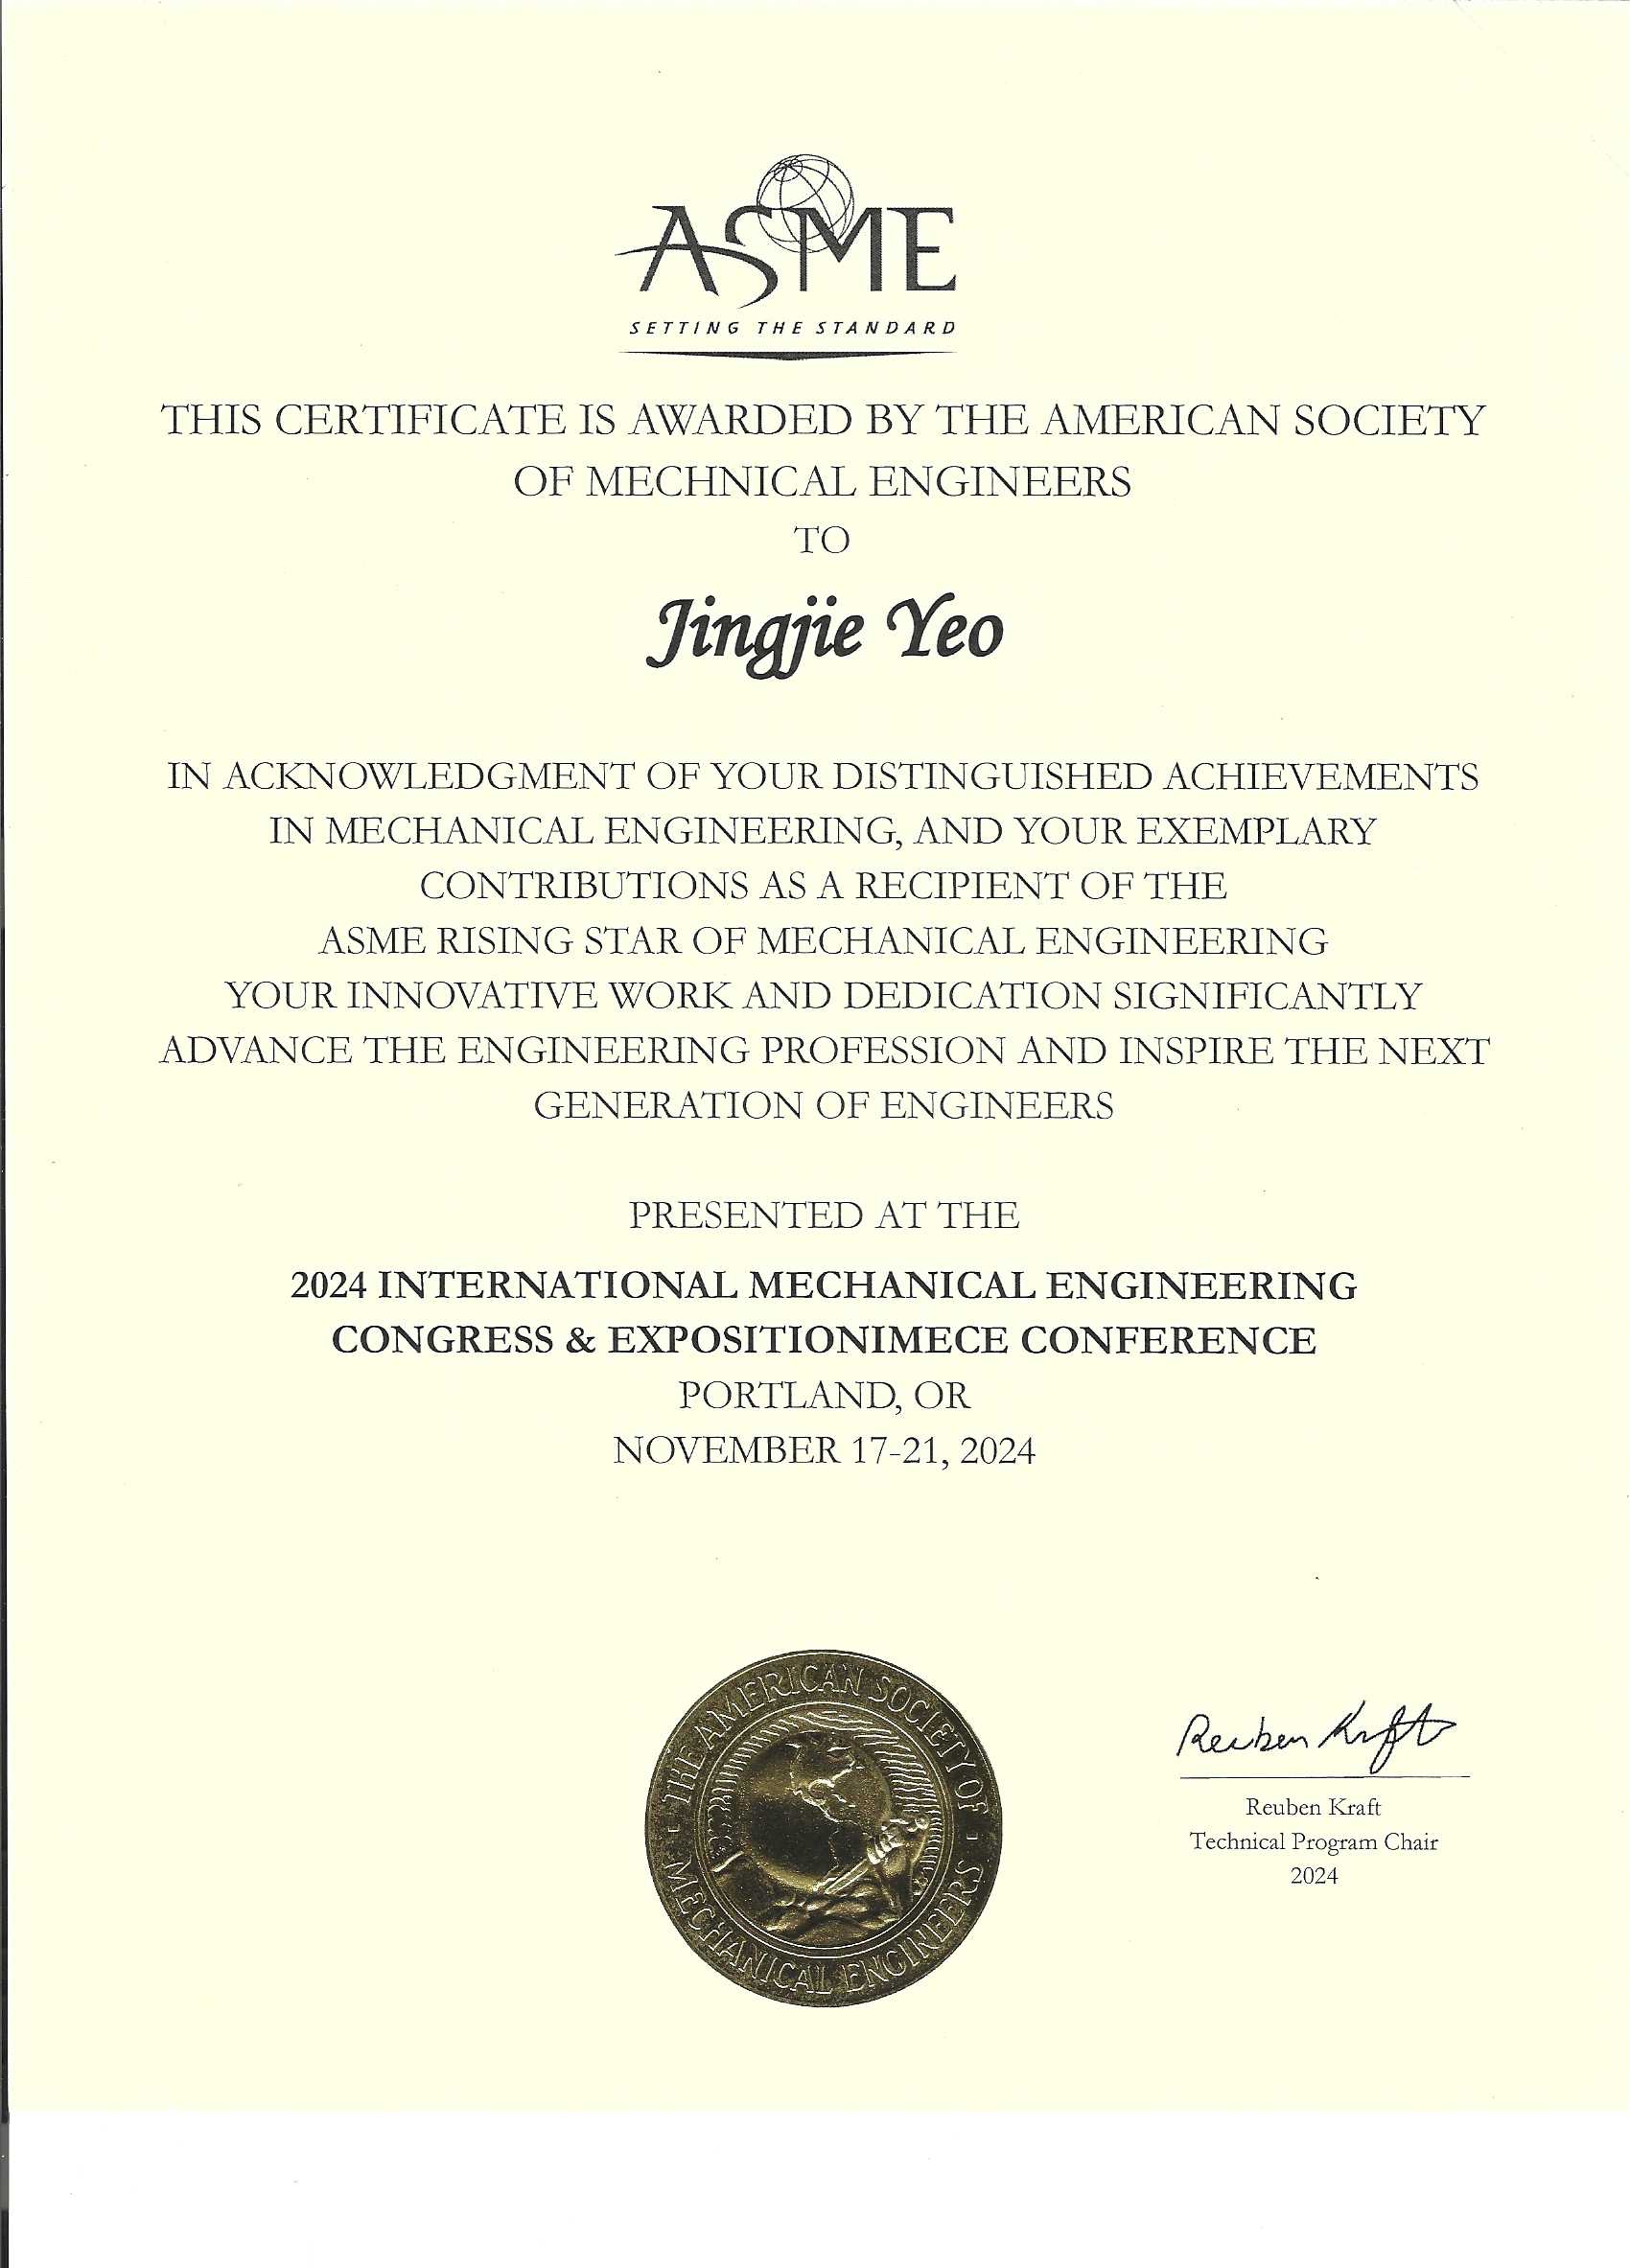 ASME
SETTING THE STANDARD
THIS CERTIFICATE IS AWARDED BY THE AMERICAN SOCIETY
OF MECHNICAL ENGINEERS
TO
Jingjie Yeo
IN ACKNOWLEDGMENT OF YOUR DISTINGUISHED ACHIEVEMENTS
IN MECHANICAL ENGINEERING, AND YOUR EXEMPLARY
CONTRIBUTIONS AS A RECIPIENT OF THE
ASME RISING STAR OF MECHANICAL ENGINEERING
YOUR INNOVATIVE WORK AND DEDICATION SIGNIFICANTLY
ADVANCE THE ENGINEERING PROFESSION AND INSPIRE THE NEXT
GENERATION OF ENGINEERS
PRESENTED AT THE
2024 INTERNATIONAL MECHANICAL ENGINEERING
CONGRESS & EXPOSITIONIMECE CONFERENCE
PORTLAND, OR
NOVEMBER 17-21, 2024
THE AMERICAN SOCIETY OF
MECHANICAL ENGINEERS
Reuben Kraft
Reuben Kraft
Technical Program Chair
2024